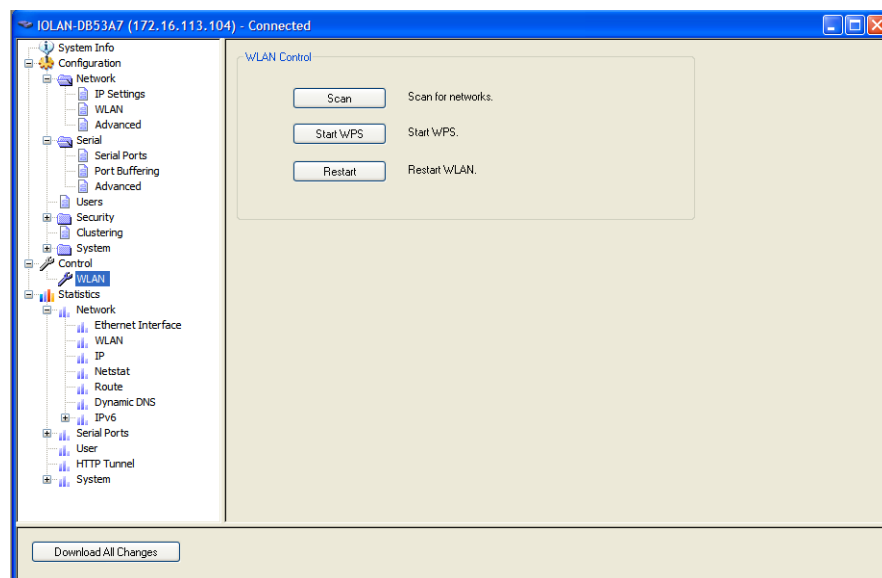 IOLAN-DB53A7 (172.16.113.104) - Connected
System Info
Configuration
Network
IP Settings
WLAN
Advanced
Serial
Serial Ports
Port Buffering
Advanced
Users
Security
Clustering
System
Control
WLAN
Statistics
Network
Ethernet Interface
WLAN
IP
Netstat
Route
Dynamic DNS
IPv6
Serial Ports
User
HTTP Tunnel
System
WLAN Control
Scan Scan for networks.
Start WPS Start WPS.
Restart Restart WLAN.
Download All Changes